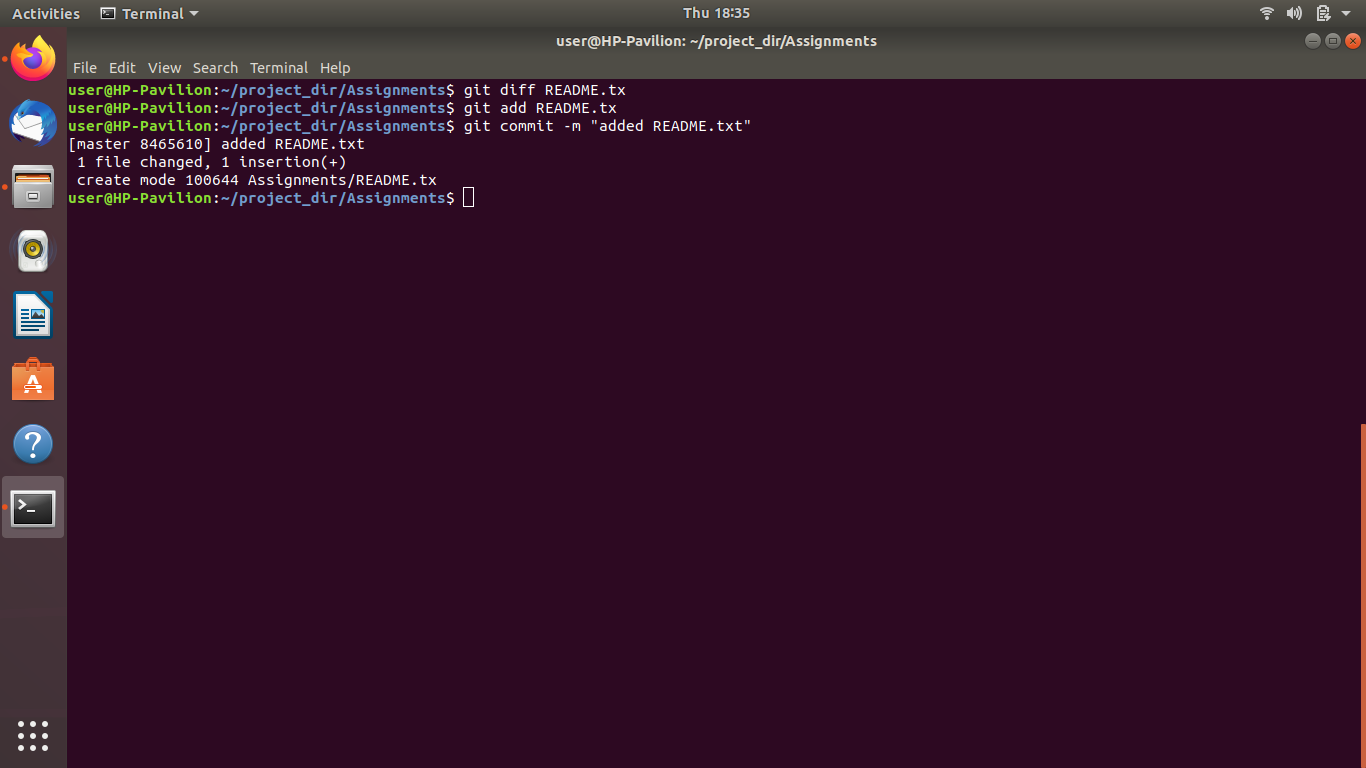 Activities Terminal Thu 18:35
user@HP-Pavilion: ~/project_dir/Assignments
File Edit View Search Terminal Help
user@HP-Pavilion:~/project_dir/Assignments$ git diff README.tx
user@HP-Pavilion:~/project_dir/Assignments$ git add README.tx
user@HP-Pavilion:~/project_dir/Assignments$ git commit -m "added README.txt"
[master 8465610] added README.txt
 1 file changed, 1 insertion(+)
 create mode 100644 Assignments/README.tx
user@HP-Pavilion:~/project_dir/Assignments$